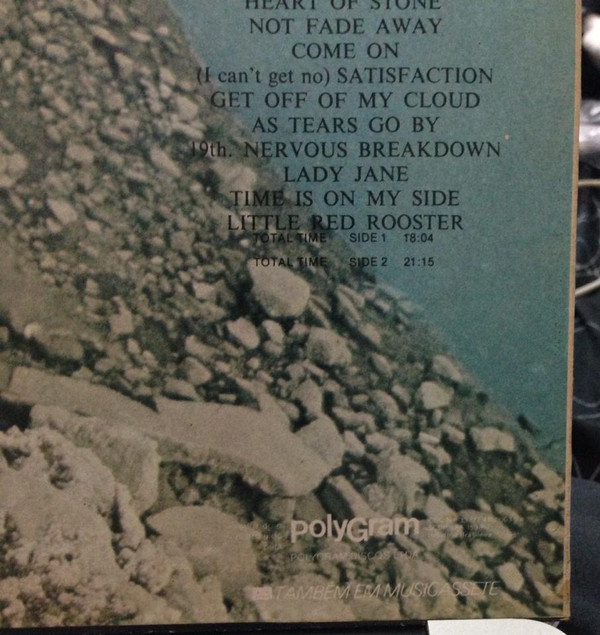 HEART OF STONE
NOT FADE AWAY
COME ON
(I can't get no) SATISFACTION
GET OFF OF MY CLOUD
AS TEARS GO BY
19th. NERVOUS BREAKDOWN
LADY JANE
TIME IS ON MY SIDE
LITTLE RED ROOSTER
TOTAL TIME SIDE 1 18:04
TOTAL TIME SIDE 2 21:15
polyGram
TAMBEM EM MUSICASSETE